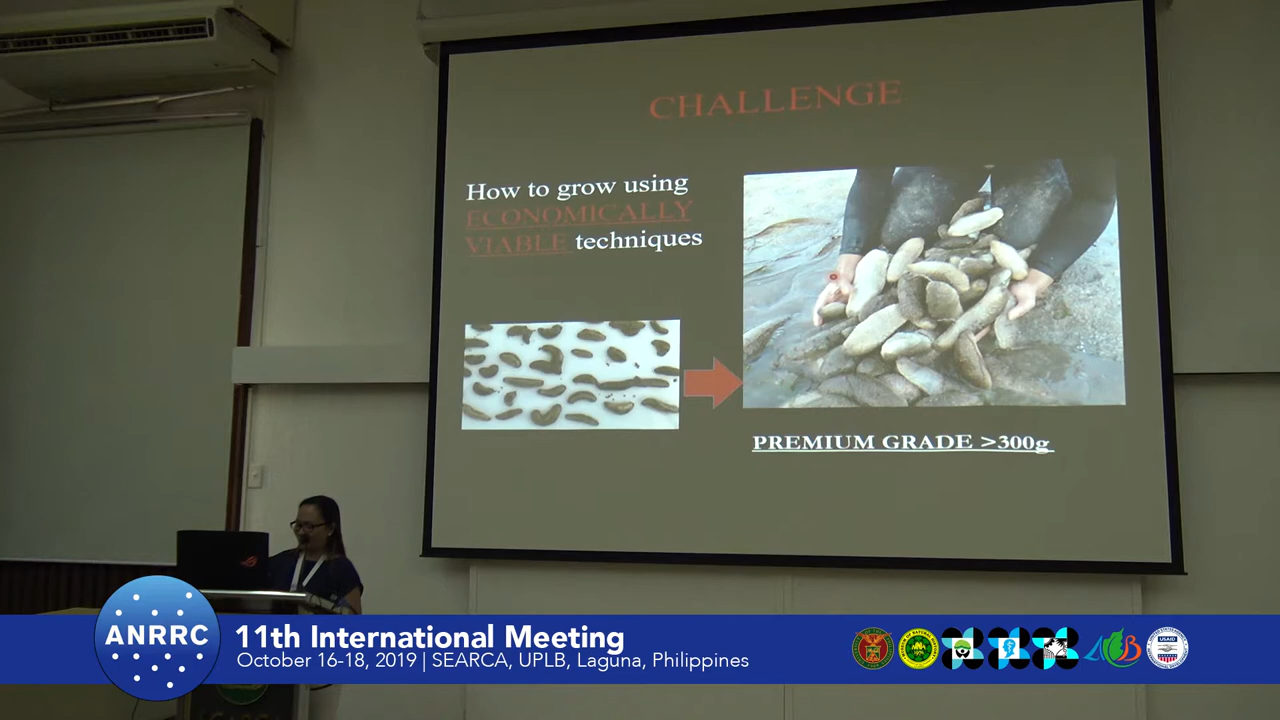 CHALLENGE
How to grow using
ECONOMICALLY
VIABLE techniques
PREMIUM GRADE >300g
ANRRC
11th International Meeting
October 16-18, 2019 | SEARCA, UPLB, Laguna, Philippines
USAID